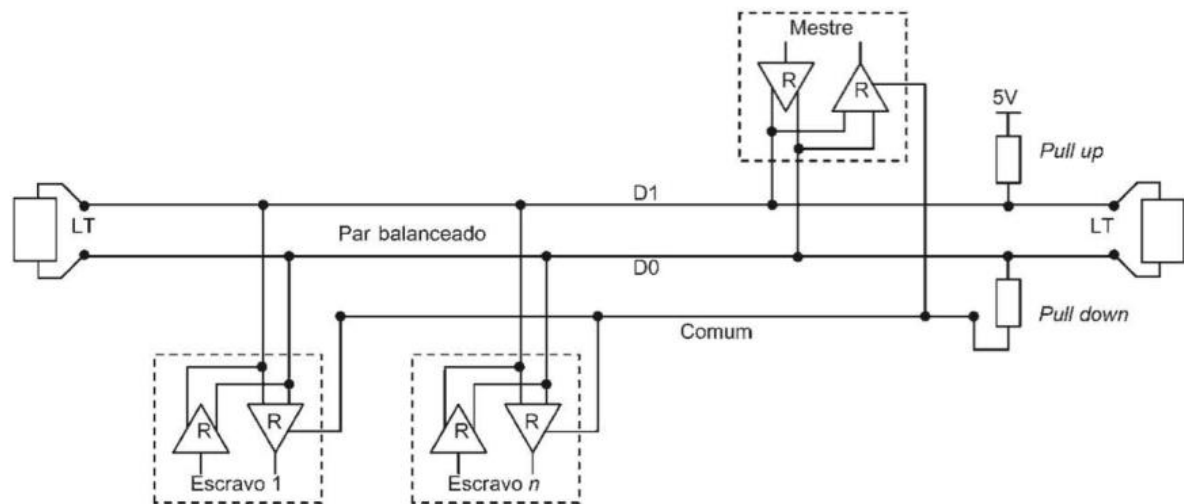 Mestre
R
R
5V
Pull up
D1
LT
LT
Par balanceado
D0
Pull down
Comum
R
R
R
R
Escravo 1
Escravo n